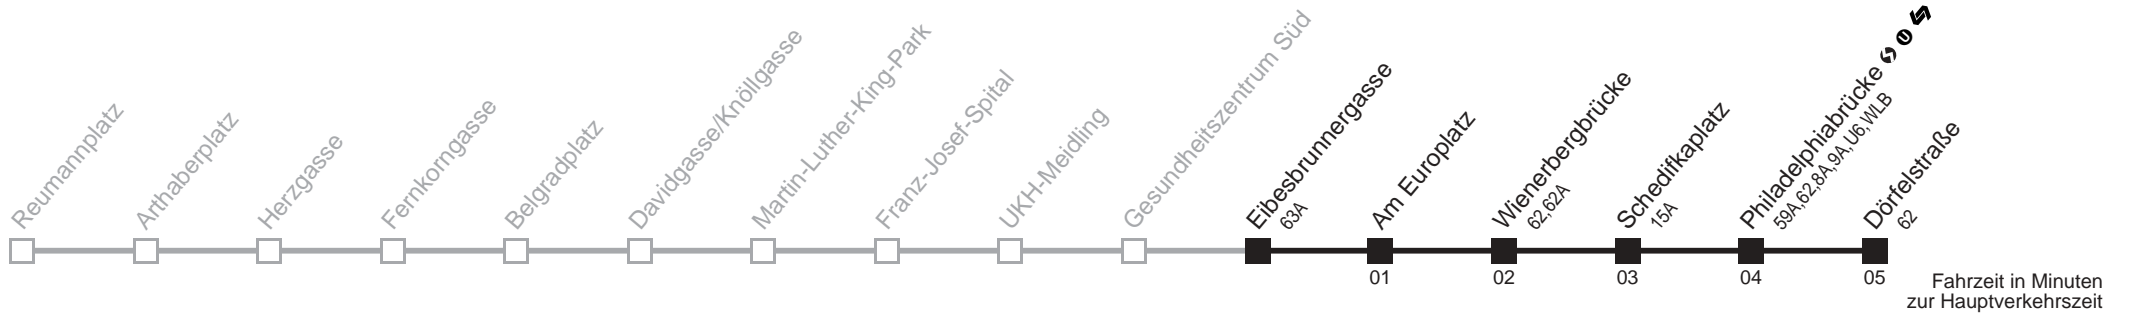 Reumannplatz
Arthaberplatz
Herzgasse
Fernkorngasse
Belgradplatz
Davidgasse/Knöllgasse
Martin-Luther-King-Park
Franz-Josef-Spital
UKH-Meidling
Gesundheitszentrum Süd
Eibesbrunnergasse
63A
Am Europlatz
Wienerbergbrücke
62,62A
Schedifkaplatz
15A
Philadelphiabrücke
U
59A,62,8A,9A,U6,WLB
Dörfelstraße
62
01
02
03
04
05
Fahrzeit in Minuten
zur Hauptverkehrszeit